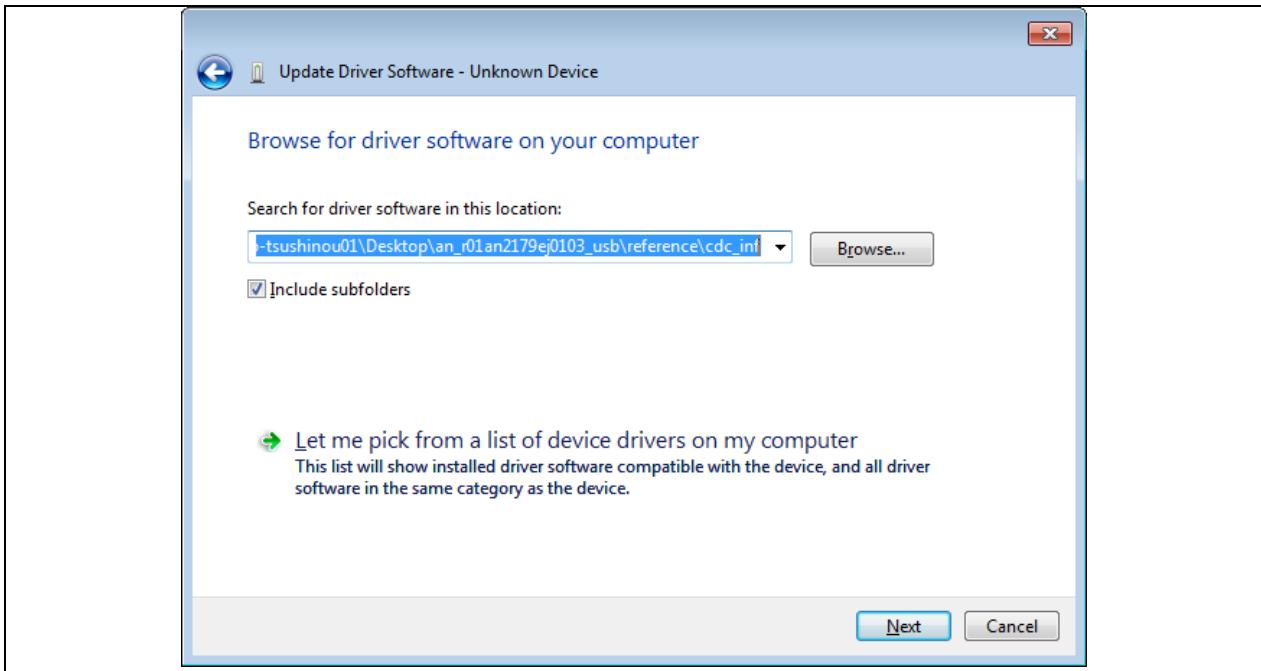 Update Driver Software - Unknown Device
Browse for driver software on your computer
Search for driver software in this location:
-tsushinou01\Desktop\an_r01an2179ej0103_usb\reference\cdc_inf
Browse...
Include subfolders
Let me pick from a list of device drivers on my computer
This list will show installed driver software compatible with the device, and all driver
software in the same category as the device.
Next
Cancel